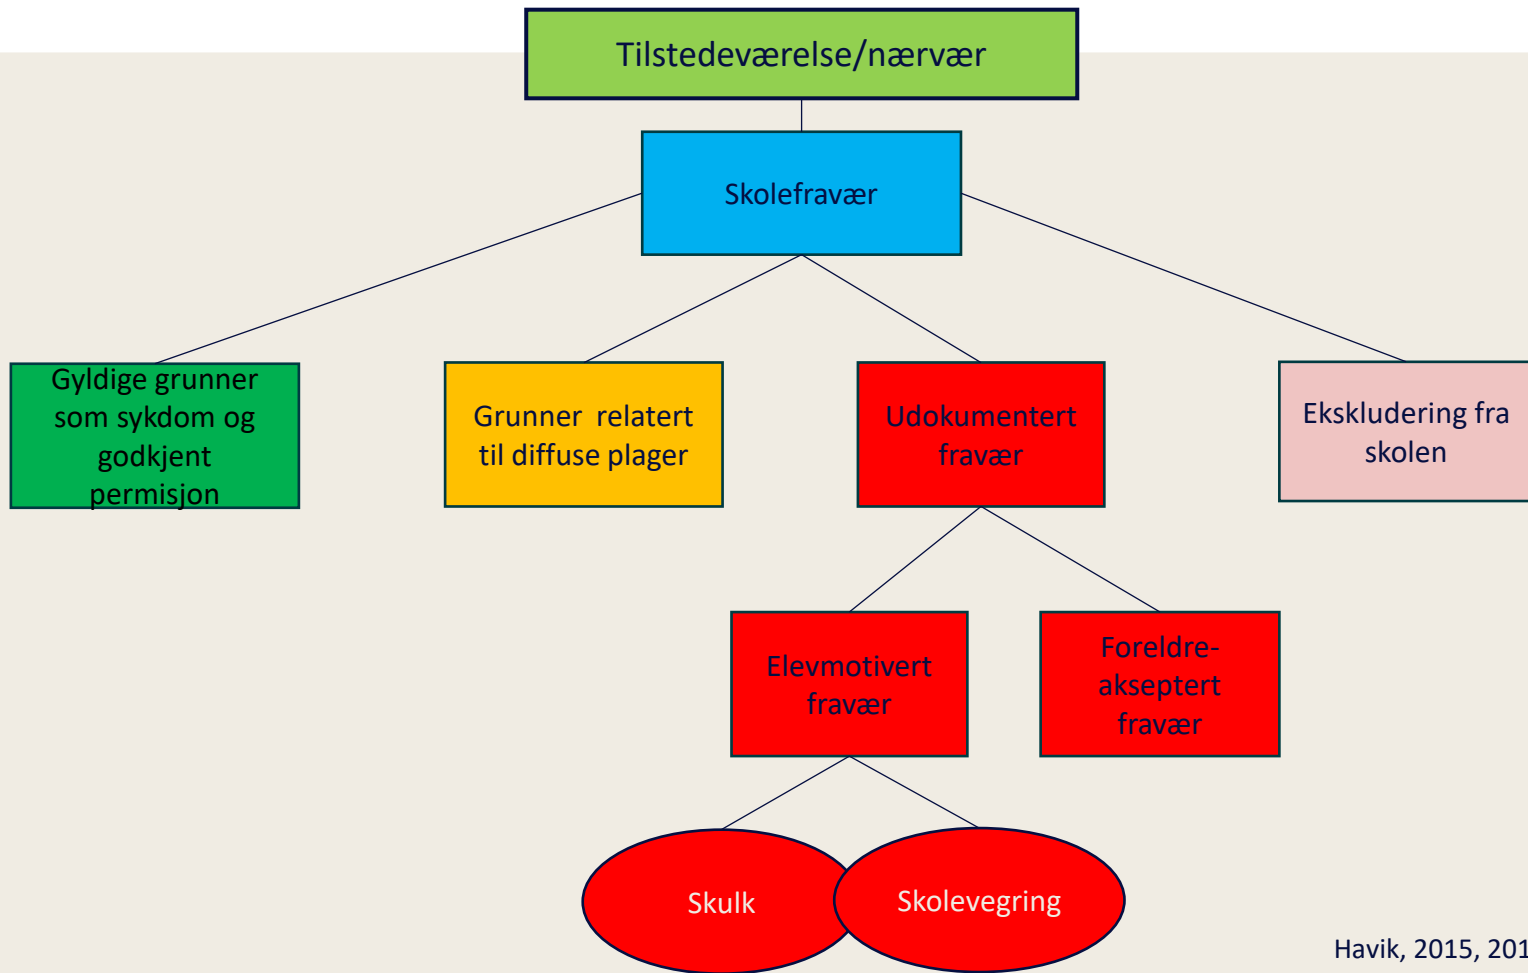 Tilstedeværelse/nærvær
Skolefravær
Gyldige grunner
som sykdom og
godkjent
permisjon
Grunner relatert
til diffuse plager
Udokumentert
fravær
Ekskludering fra
skolen
Elevmotivert
fravær
Foreldre-
akseptert
fravær
Skulk
Skolevegring
Havik, 2015,